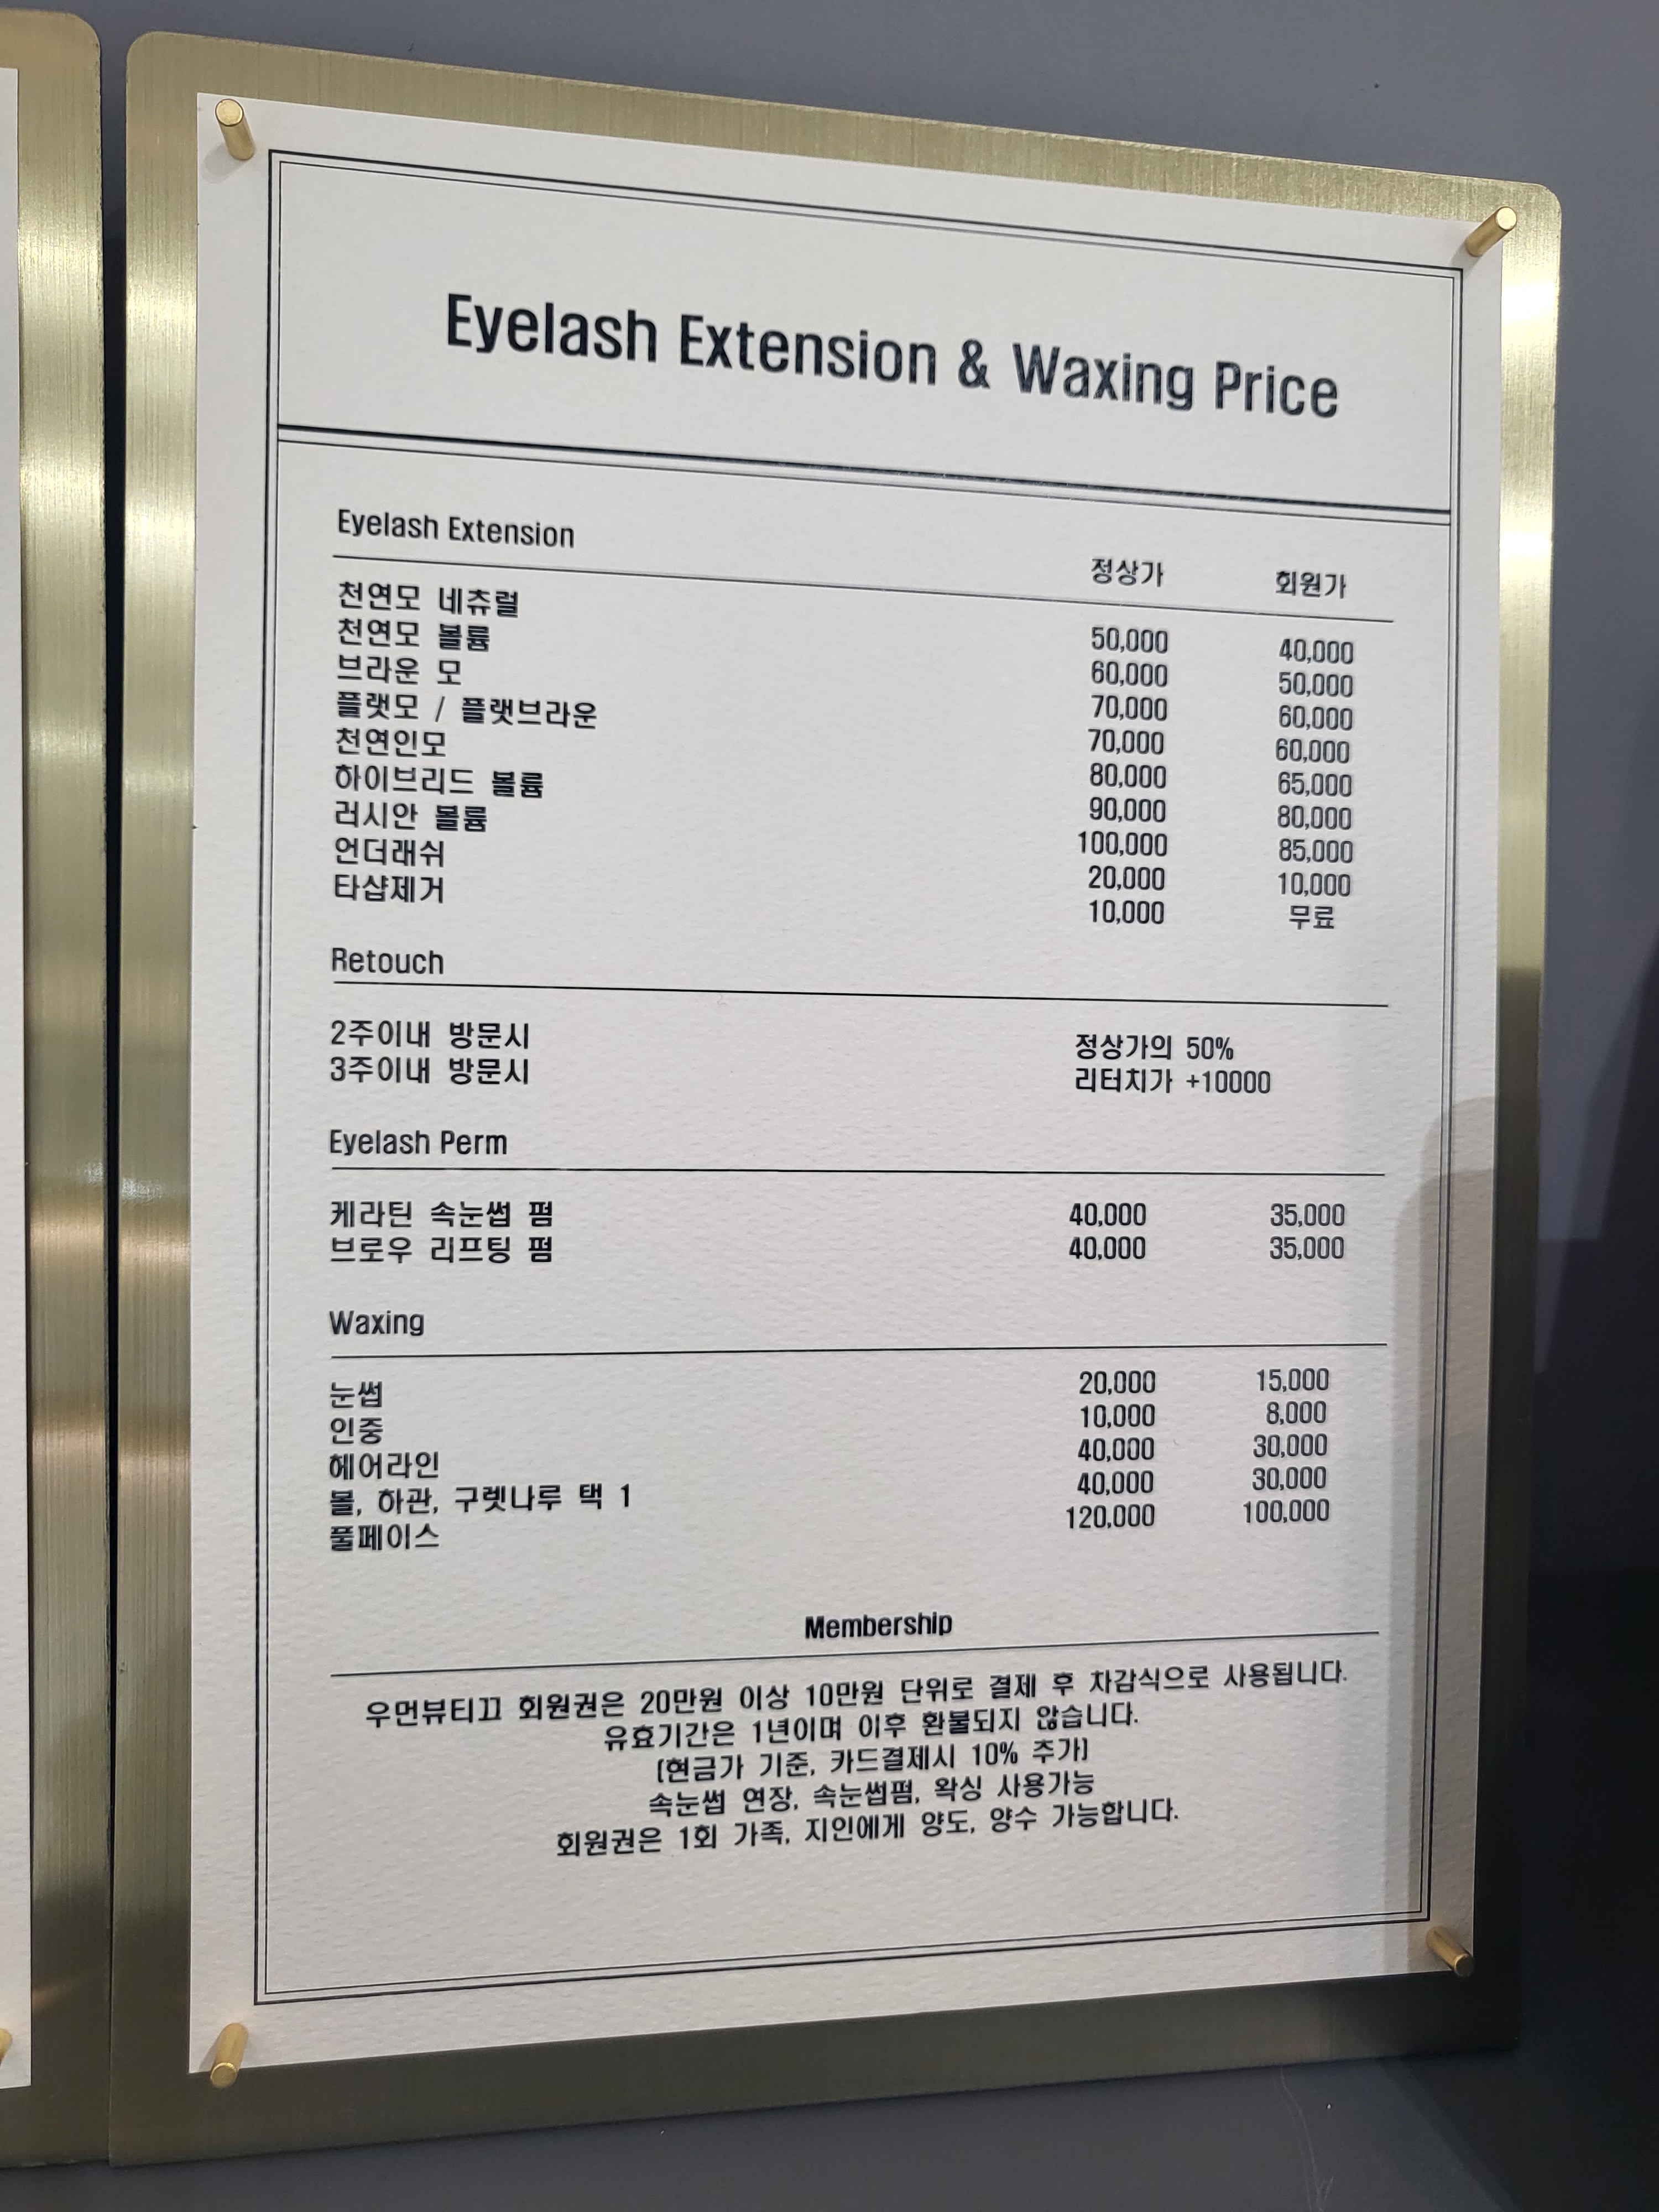 Eyelash Extension & Waxing Price
Eyelash Extension 정상가 회원가
천연모 네츄럴 50,000 40,000
천연모 볼륨 60,000 50,000
브라운 모 70,000 60,000
플랫모 / 플랫브라운 70,000 60,000
천연인모 80,000 65,000
하이브리드 볼륨 90,000 80,000
러시안 볼륨 100,000 85,000
언더래쉬 20,000 10,000
타샵제거 10,000 무료
Retouch
2주이내 방문시 정상가의 50%
3주이내 방문시 리터치가 +10000
Eyelash Perm
케라틴 속눈썹 펌 40,000 35,000
브로우 리프팅 펌 40,000 35,000
Waxing
눈썹 20,000 15,000
인중 10,000 8,000
헤어라인 40,000 30,000
볼, 하관, 구렛나루 택 1 40,000 30,000
풀페이스 120,000 100,000
Membership
우먼뷰티끄 회원권은 20만원 이상 10만원 단위로 결제 후 차감식으로 사용됩니다.
유효기간은 1년이며 이후 환불되지 않습니다.
[현금가 기준, 카드결제시 10% 추가]
속눈썹 연장, 속눈썹펌, 왁싱 사용가능
회원권은 1회 가족, 지인에게 양도, 양수 가능합니다.